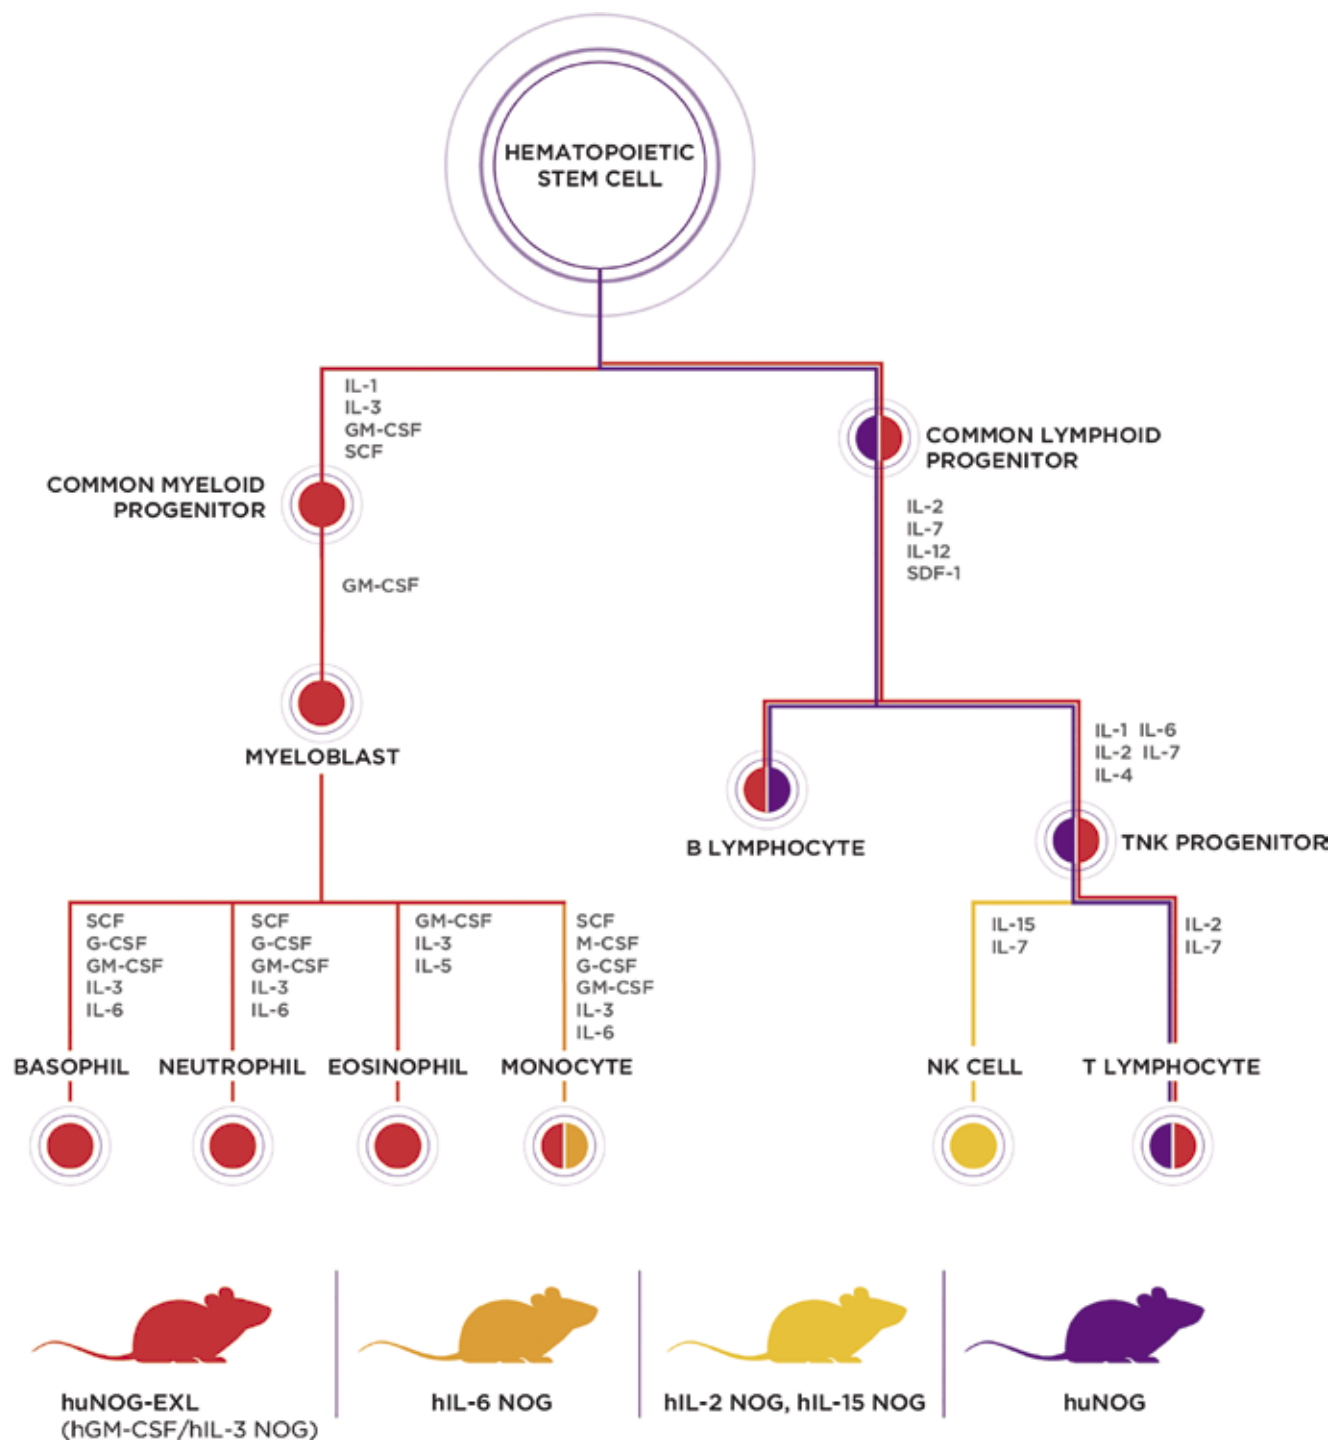 HEMATOPOIETIC
STEM CELL
IL-1
IL-3
GM-CSF
SCF
COMMON MYELOID
PROGENITOR
COMMON LYMPHOID
PROGENITOR
IL-2
IL-7
IL-12
SDF-1
GM-CSF
MYELOBLAST
IL-1 IL-6
IL-2 IL-7
IL-4
B LYMPHOCYTE
TNK PROGENITOR
SCF
G-CSF
GM-CSF
IL-3
IL-6
SCF
G-CSF
GM-CSF
IL-3
IL-6
GM-CSF
IL-3
IL-5
SCF
M-CSF
G-CSF
GM-CSF
IL-3
IL-6
IL-15
IL-7
IL-2
IL-7
BASOPHIL
NEUTROPHIL
EOSINOPHIL
MONOCYTE
NK CELL
T LYMPHOCYTE
huNOG-EXL
(hGM-CSF/hIL-3 NOG)
hIL-6 NOG
hIL-2 NOG, hIL-15 NOG
huNOG